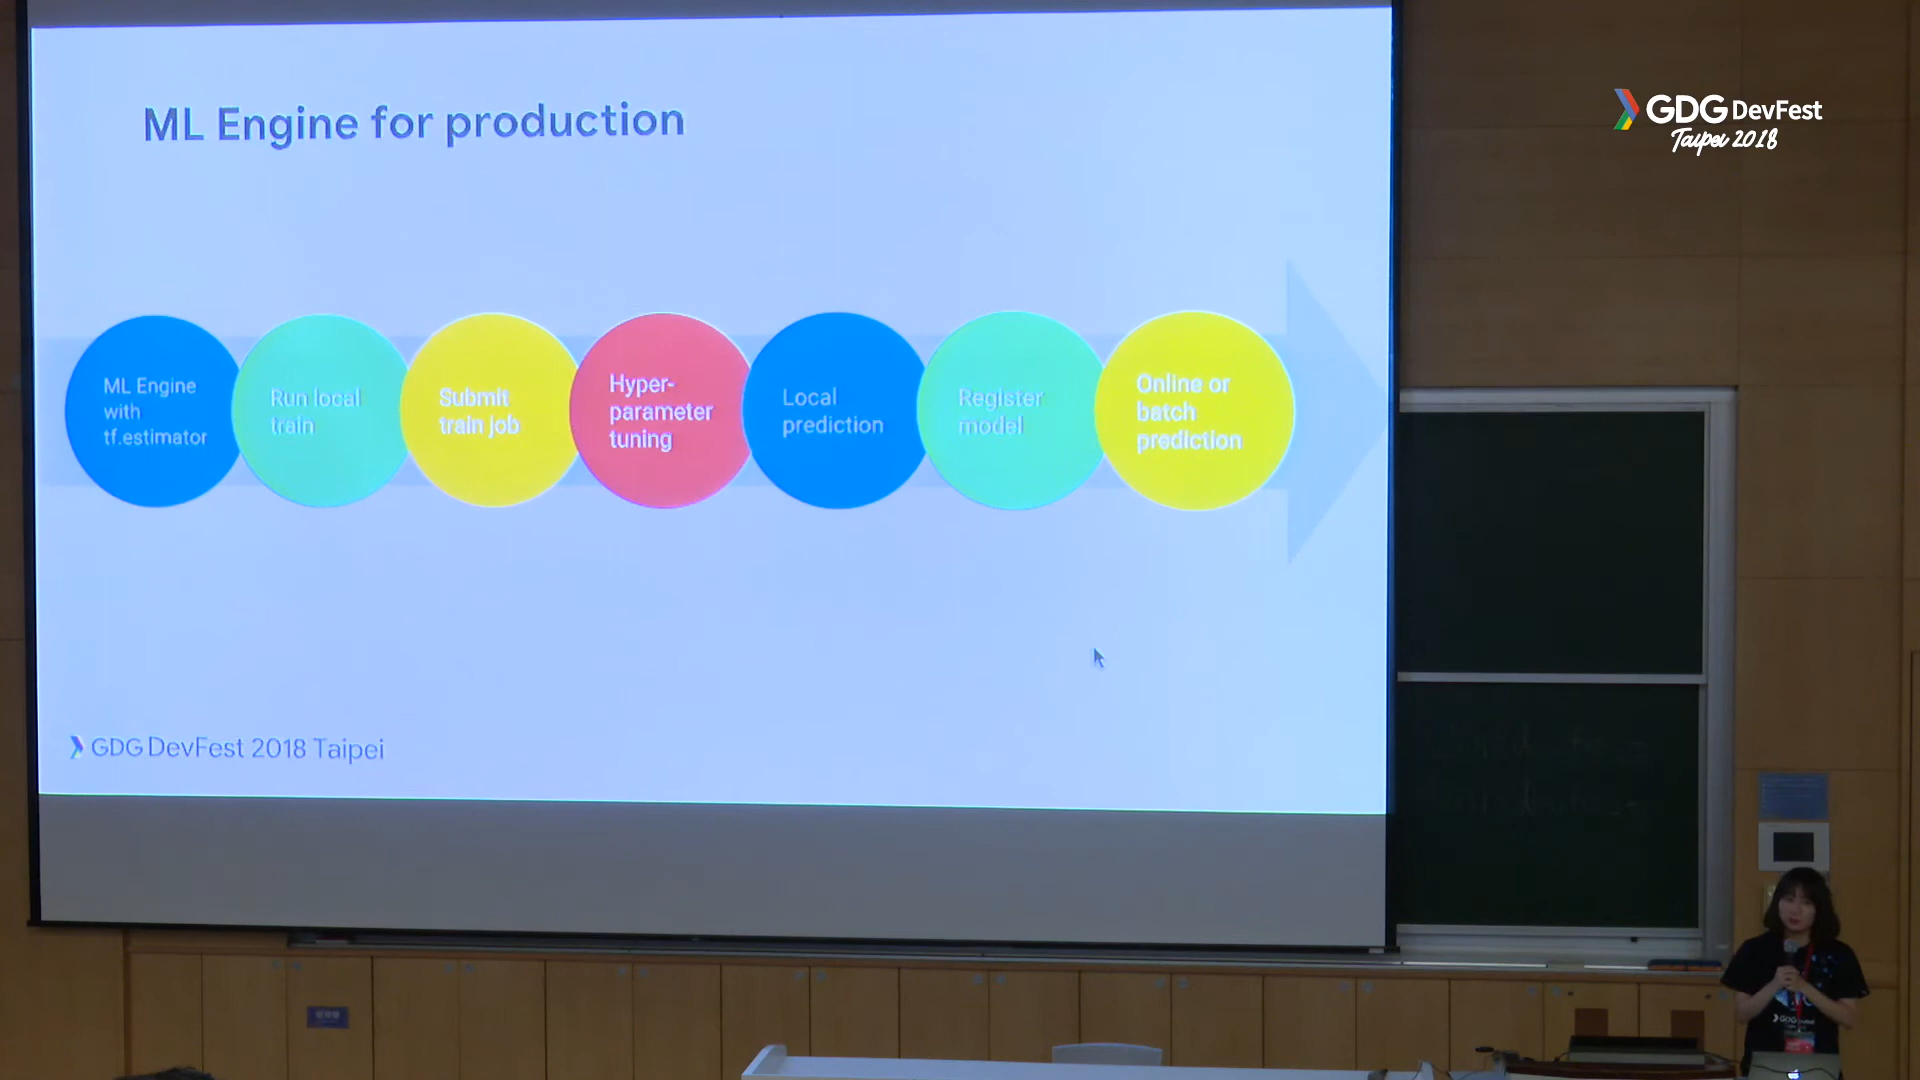 ML Engine for production
ML Engine
with
tf.estimator
Run local
train
Submit
train job
Hyper-
parameter
tuning
Local
prediction
Register
model
Online or
batch
prediction
GDG DevFest 2018 Taipei
GDG DevFest
Taipei 2018